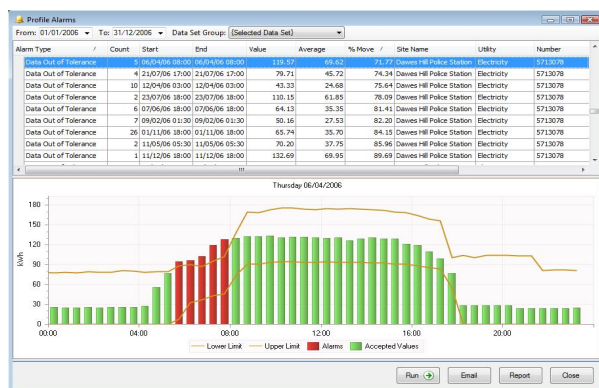 Profile Alarms
From: 01/01/2006 To: 31/12/2006 Data Set Group: {Selected Data Set}
Alarm Type / Count Start End Value Average % Move / Site Name Utility Number
Data Out of Tolerance 5 06/04/06 08:00 06/04/06 08:00 119.57 69.62 71.77 Dawes Hill Police Station Electricity 5713078
Data Out of Tolerance 4 21/07/06 17:00 21/07/06 17:00 79.71 45.72 74.34 Dawes Hill Police Station Electricity 5713078
Data Out of Tolerance 10 12/04/06 03:00 12/04/06 03:00 43.33 24.68 75.64 Dawes Hill Police Station Electricity 5713078
Data Out of Tolerance 2 23/07/06 18:00 23/07/06 18:00 110.15 61.85 78.09 Dawes Hill Police Station Electricity 5713078
Data Out of Tolerance 6 07/06/06 18:00 07/06/06 18:00 64.13 35.35 81.41 Dawes Hill Police Station Electricity 5713078
Data Out of Tolerance 7 09/02/06 01:30 09/02/06 01:30 50.16 27.53 82.20 Dawes Hill Police Station Electricity 5713078
Data Out of Tolerance 26 01/11/06 18:00 01/11/06 18:00 65.74 35.70 84.15 Dawes Hill Police Station Electricity 5713078
Data Out of Tolerance 2 11/05/06 05:30 11/05/06 05:30 70.20 37.75 85.96 Dawes Hill Police Station Electricity 5713078
Data Out of Tolerance 1 11/12/06 18:00 11/12/06 18:00 132.69 69.95 89.69 Dawes Hill Police Station Electricity 5713078
Thursday 06/04/2006
180
150
120
90
60
30
0
kWh
00:00 04:00 08:00 12:00 16:00 20:00
Lower Limit Upper Limit Alarms Accepted Values
Run Email Report Close